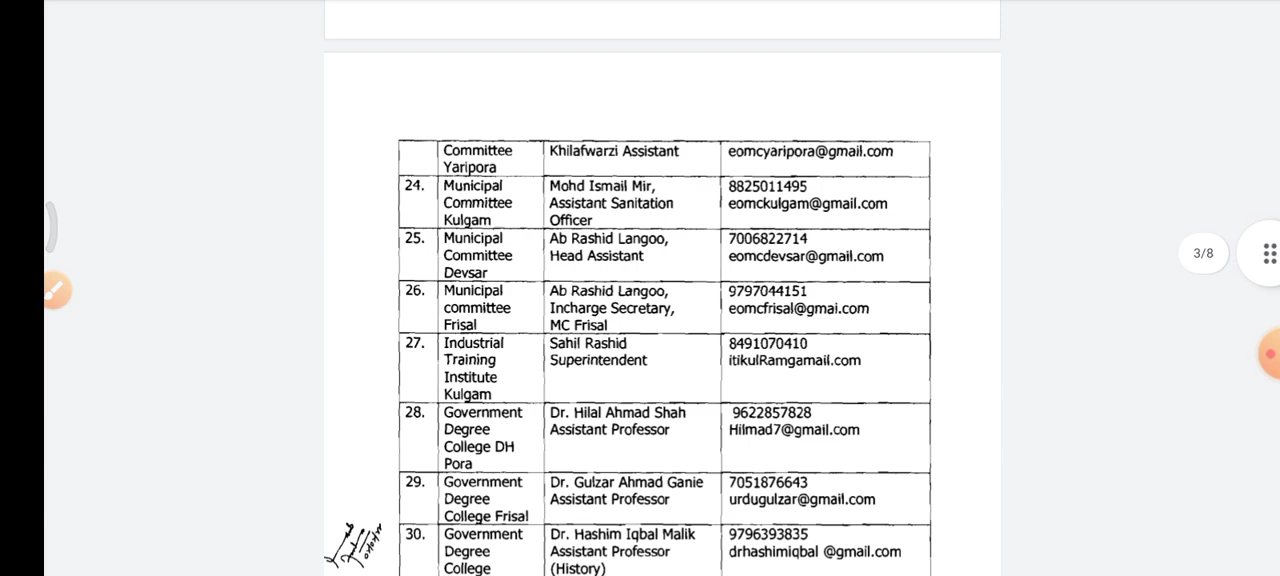 Committee Khilafwarzi Assistant eomcyaripora@gmail.com
Yaripora
24. Municipal Mohd Ismail Mir, 8825011495
Committee Assistant Sanitation eomckulgam@gmail.com
Kulgam Officer
25. Municipal Ab Rashid Langoo, 7006822714
Committee Head Assistant eomcdevsar@gmail.com
Devsar
26. Municipal Ab Rashid Langoo, 9797044151
committee Incharge Secretary, eomcfrisal@gmai.com
Frisal MC Frisal
27. Industrial Sahil Rashid 8491070410
Training Superintendent itikulRamgamail.com
Institute
Kulgam
28. Government Dr. Hilal Ahmad Shah 9622857828
Degree Assistant Professor Hilmad7@gmail.com
College DH
Pora
29. Government Dr. Gulzar Ahmad Ganie 7051876643
Degree Assistant Professor urdugulzar@gmail.com
College Frisal
30. Government Dr. Hashim Iqbal Malik 9796393835
Degree Assistant Professor drhashimiqbal @gmail.com
College (History)
3/8